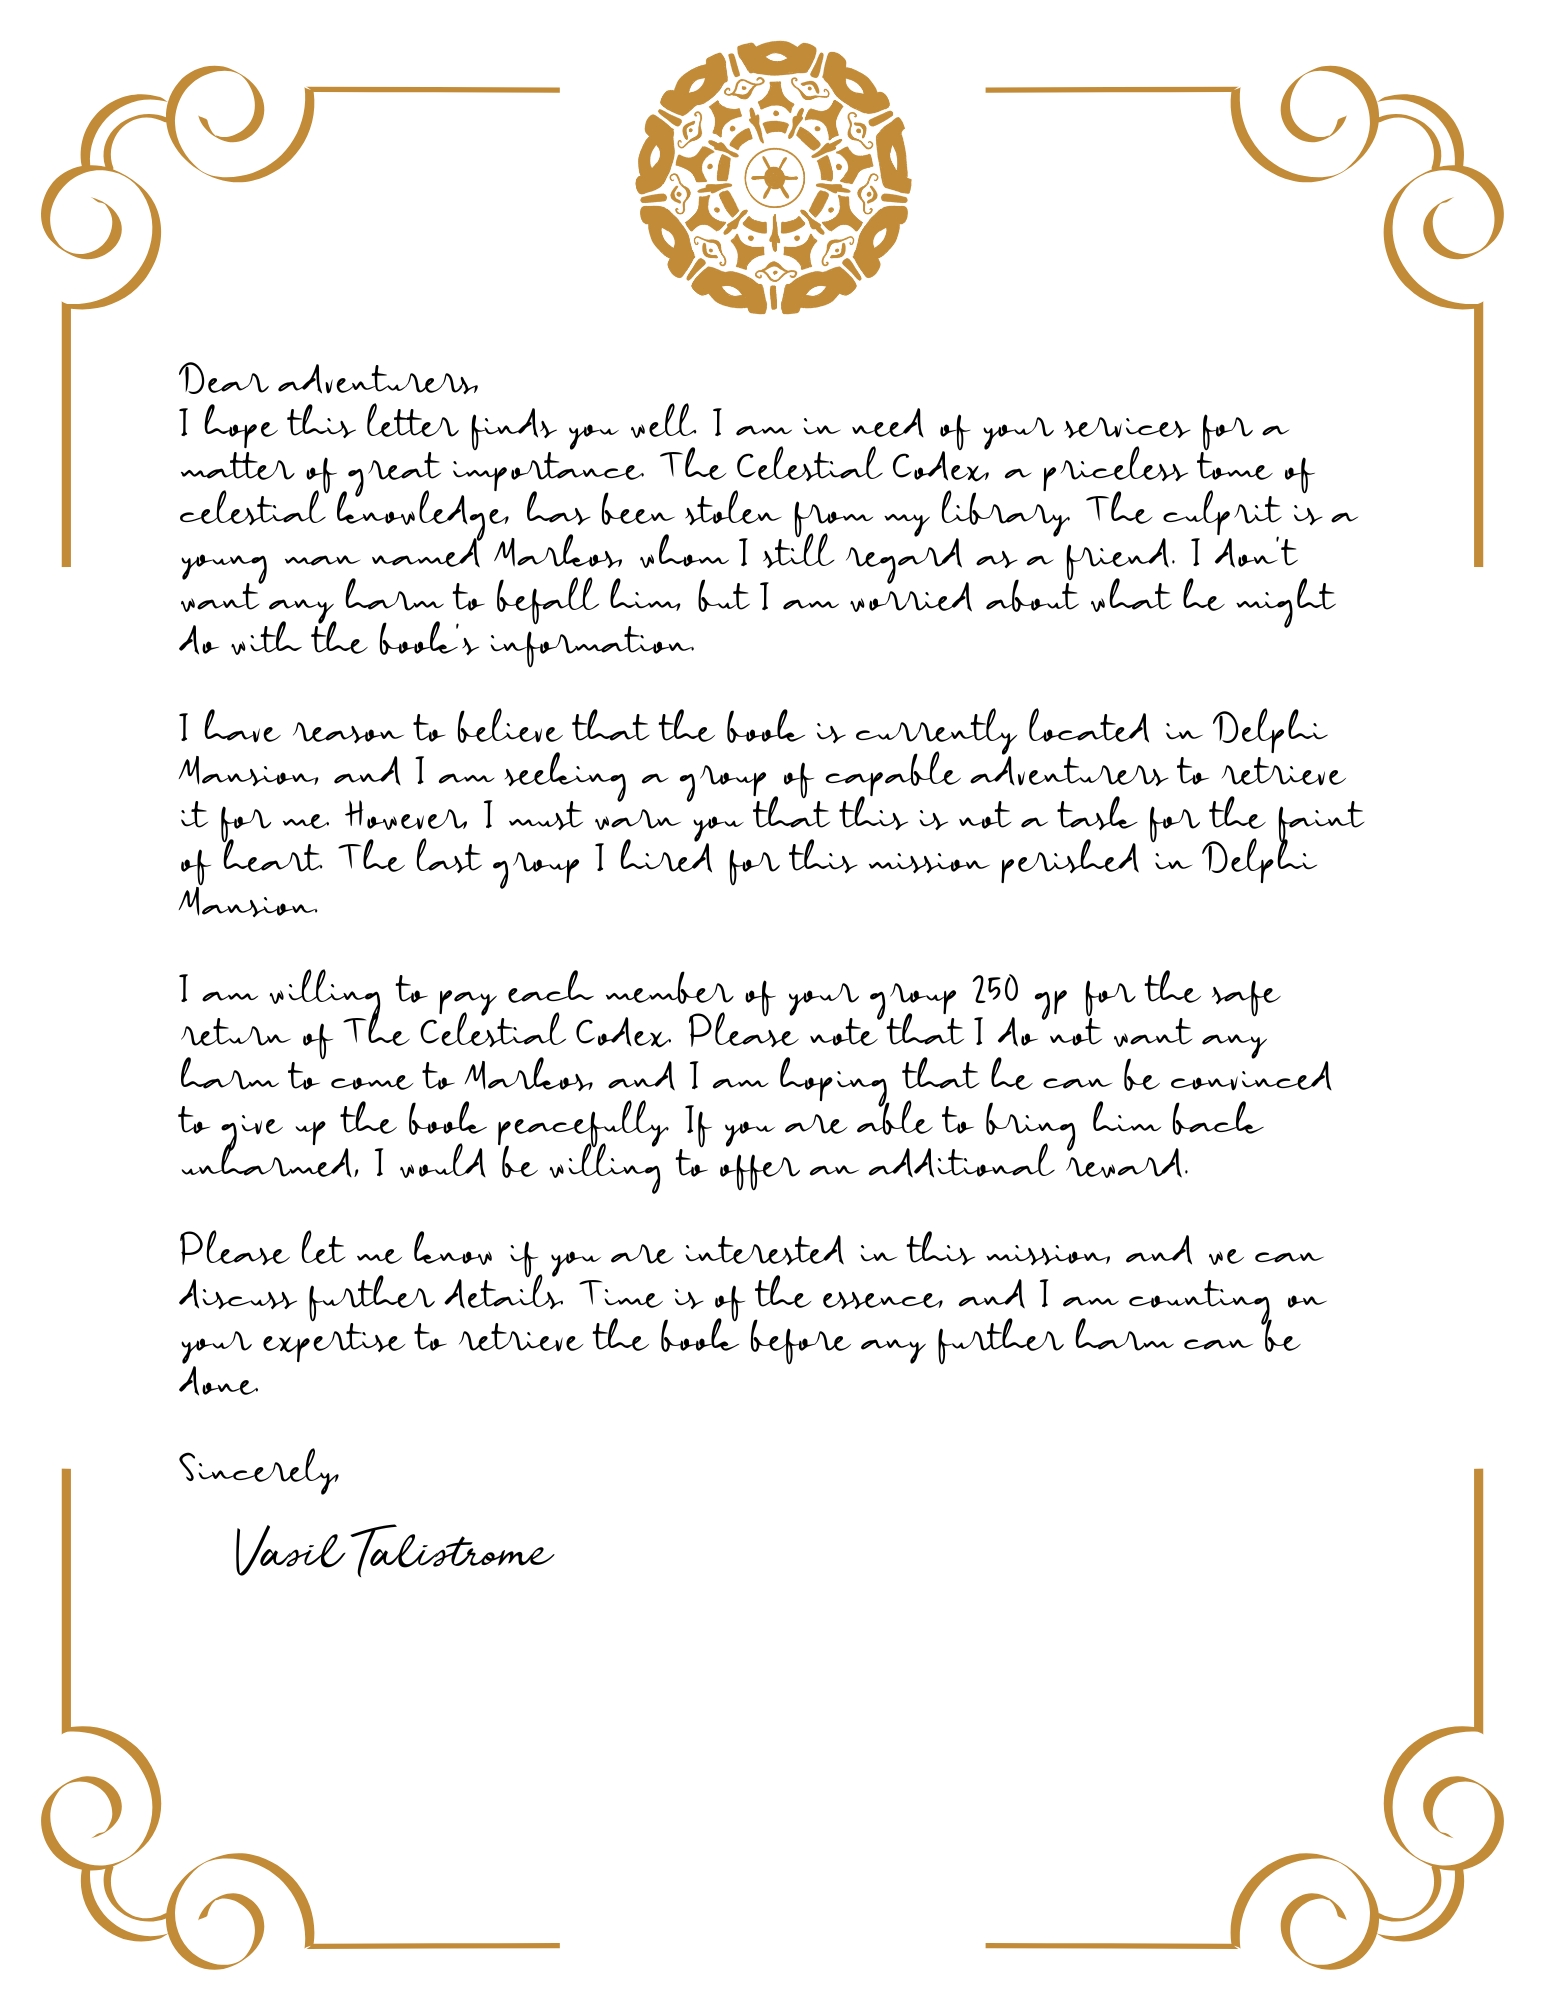 Dear adventurers,
I hope this letter finds you well. I am in need of your services for a
matter of great importance. The Celestial Codex, a priceless tome of
celestial knowledge, has been stolen from my library. The culprit is a
young man named Markos, whom I still regard as a friend. I don't
want any harm to befall him, but I am worried about what he might
do with the book's information.

I have reason to believe that the book is currently located in Delphi
Mansion, and I am seeking a group of capable adventurers to retrieve
it for me. However, I must warn you that this is not a task for the faint
of heart. The last group I hired for this mission perished in Delphi
Mansion.

I am willing to pay each member of your group 250 gp for the safe
return of The Celestial Codex. Please note that I do not want any
harm to come to Markos, and I am hoping that he can be convinced
to give up the book peacefully. If you are able to bring him back
unharmed, I would be willing to offer an additional reward.

Please let me know if you are interested in this mission, and we can
discuss further details. Time is of the essence, and I am counting on
your expertise to retrieve the book before any further harm can be
done.

Sincerely,
Vasil Talistrome